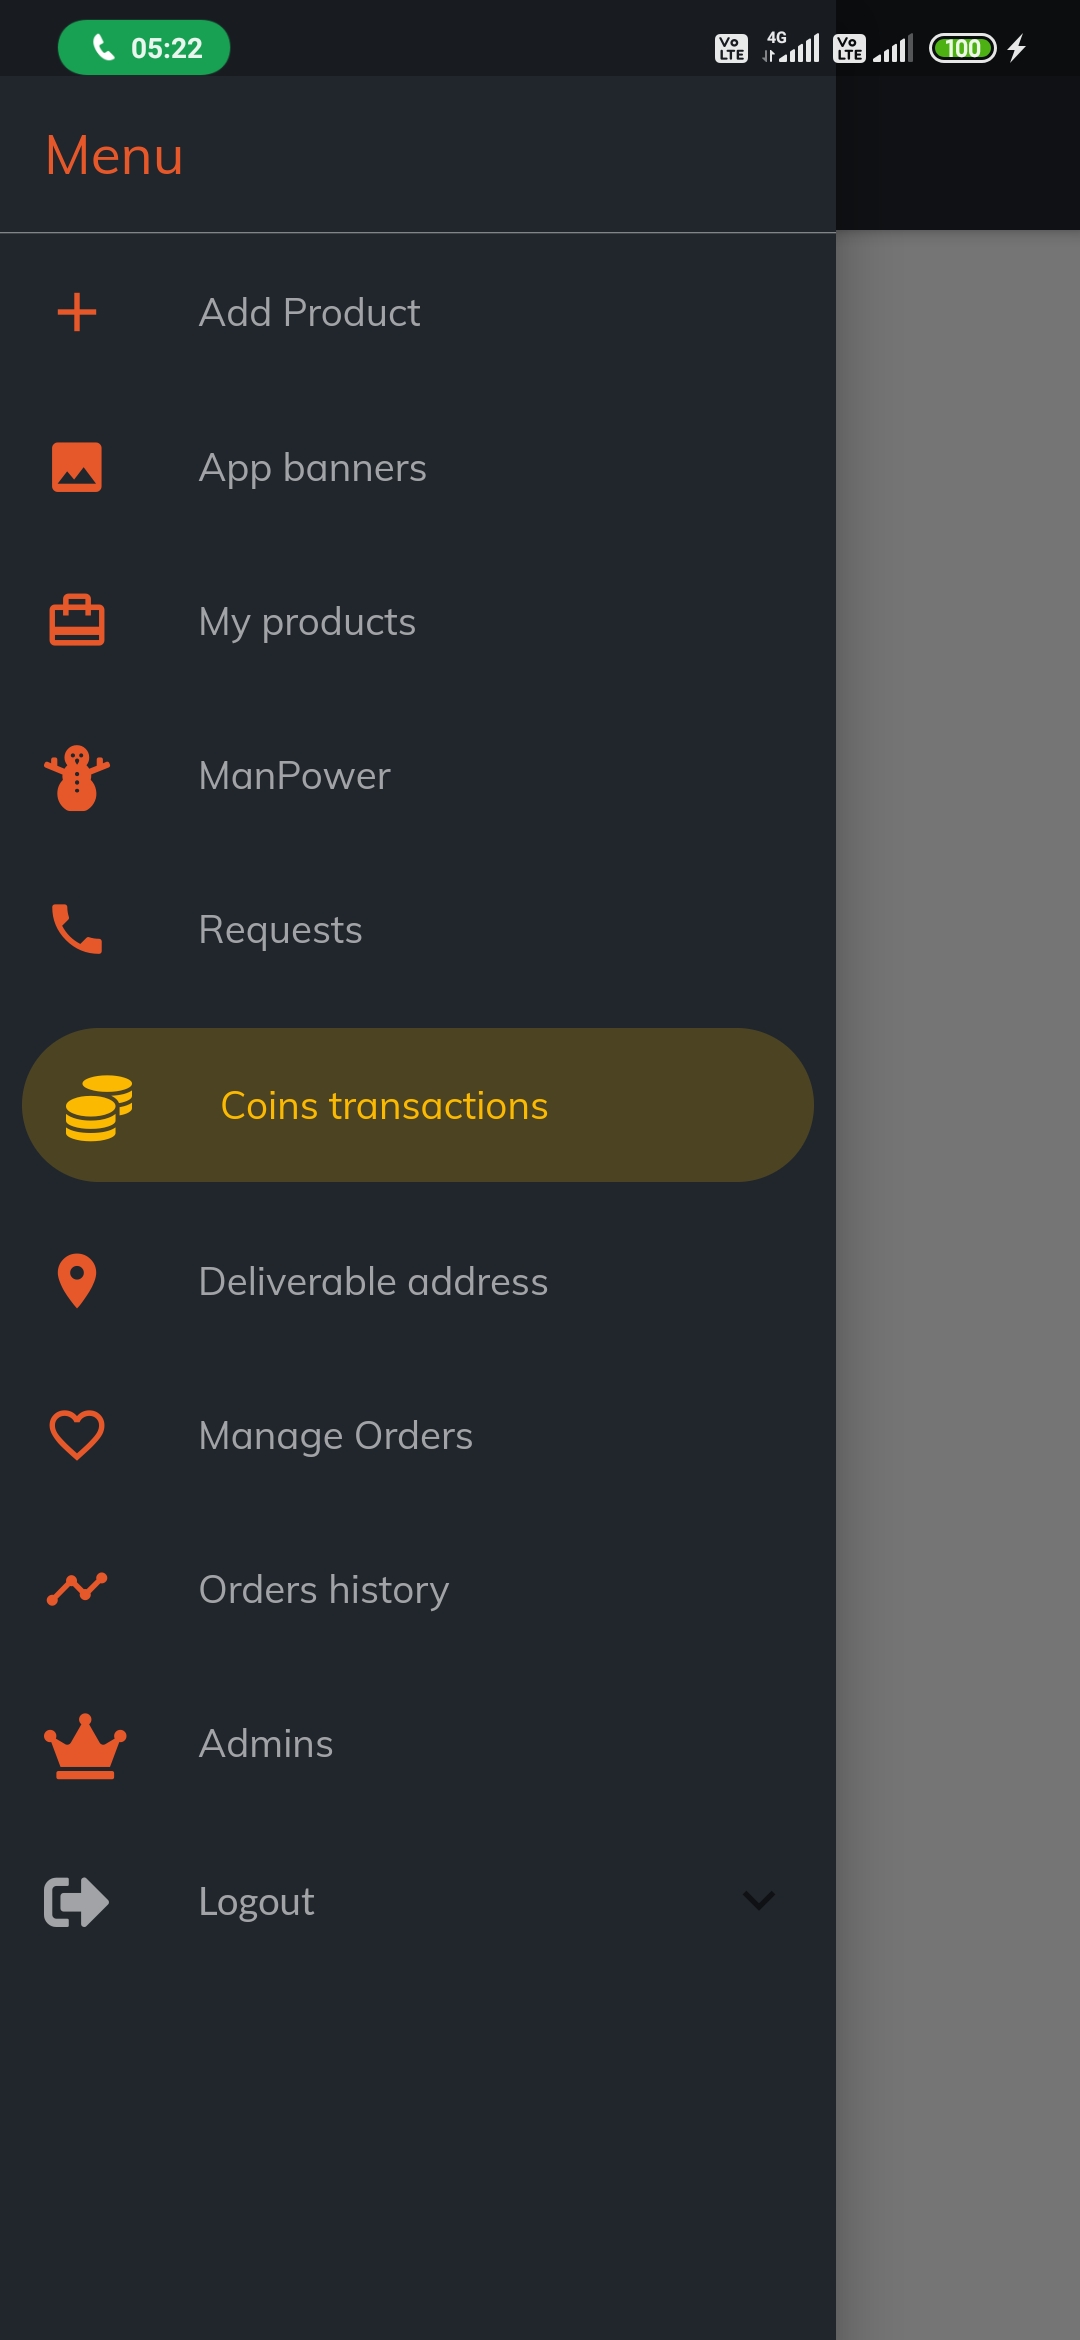 05:22
Vo LTE 4G Vo LTE 100
Menu
Add Product
App banners
My products
ManPower
Requests
Coins transactions
Deliverable address
Manage Orders
Orders history
Admins
Logout